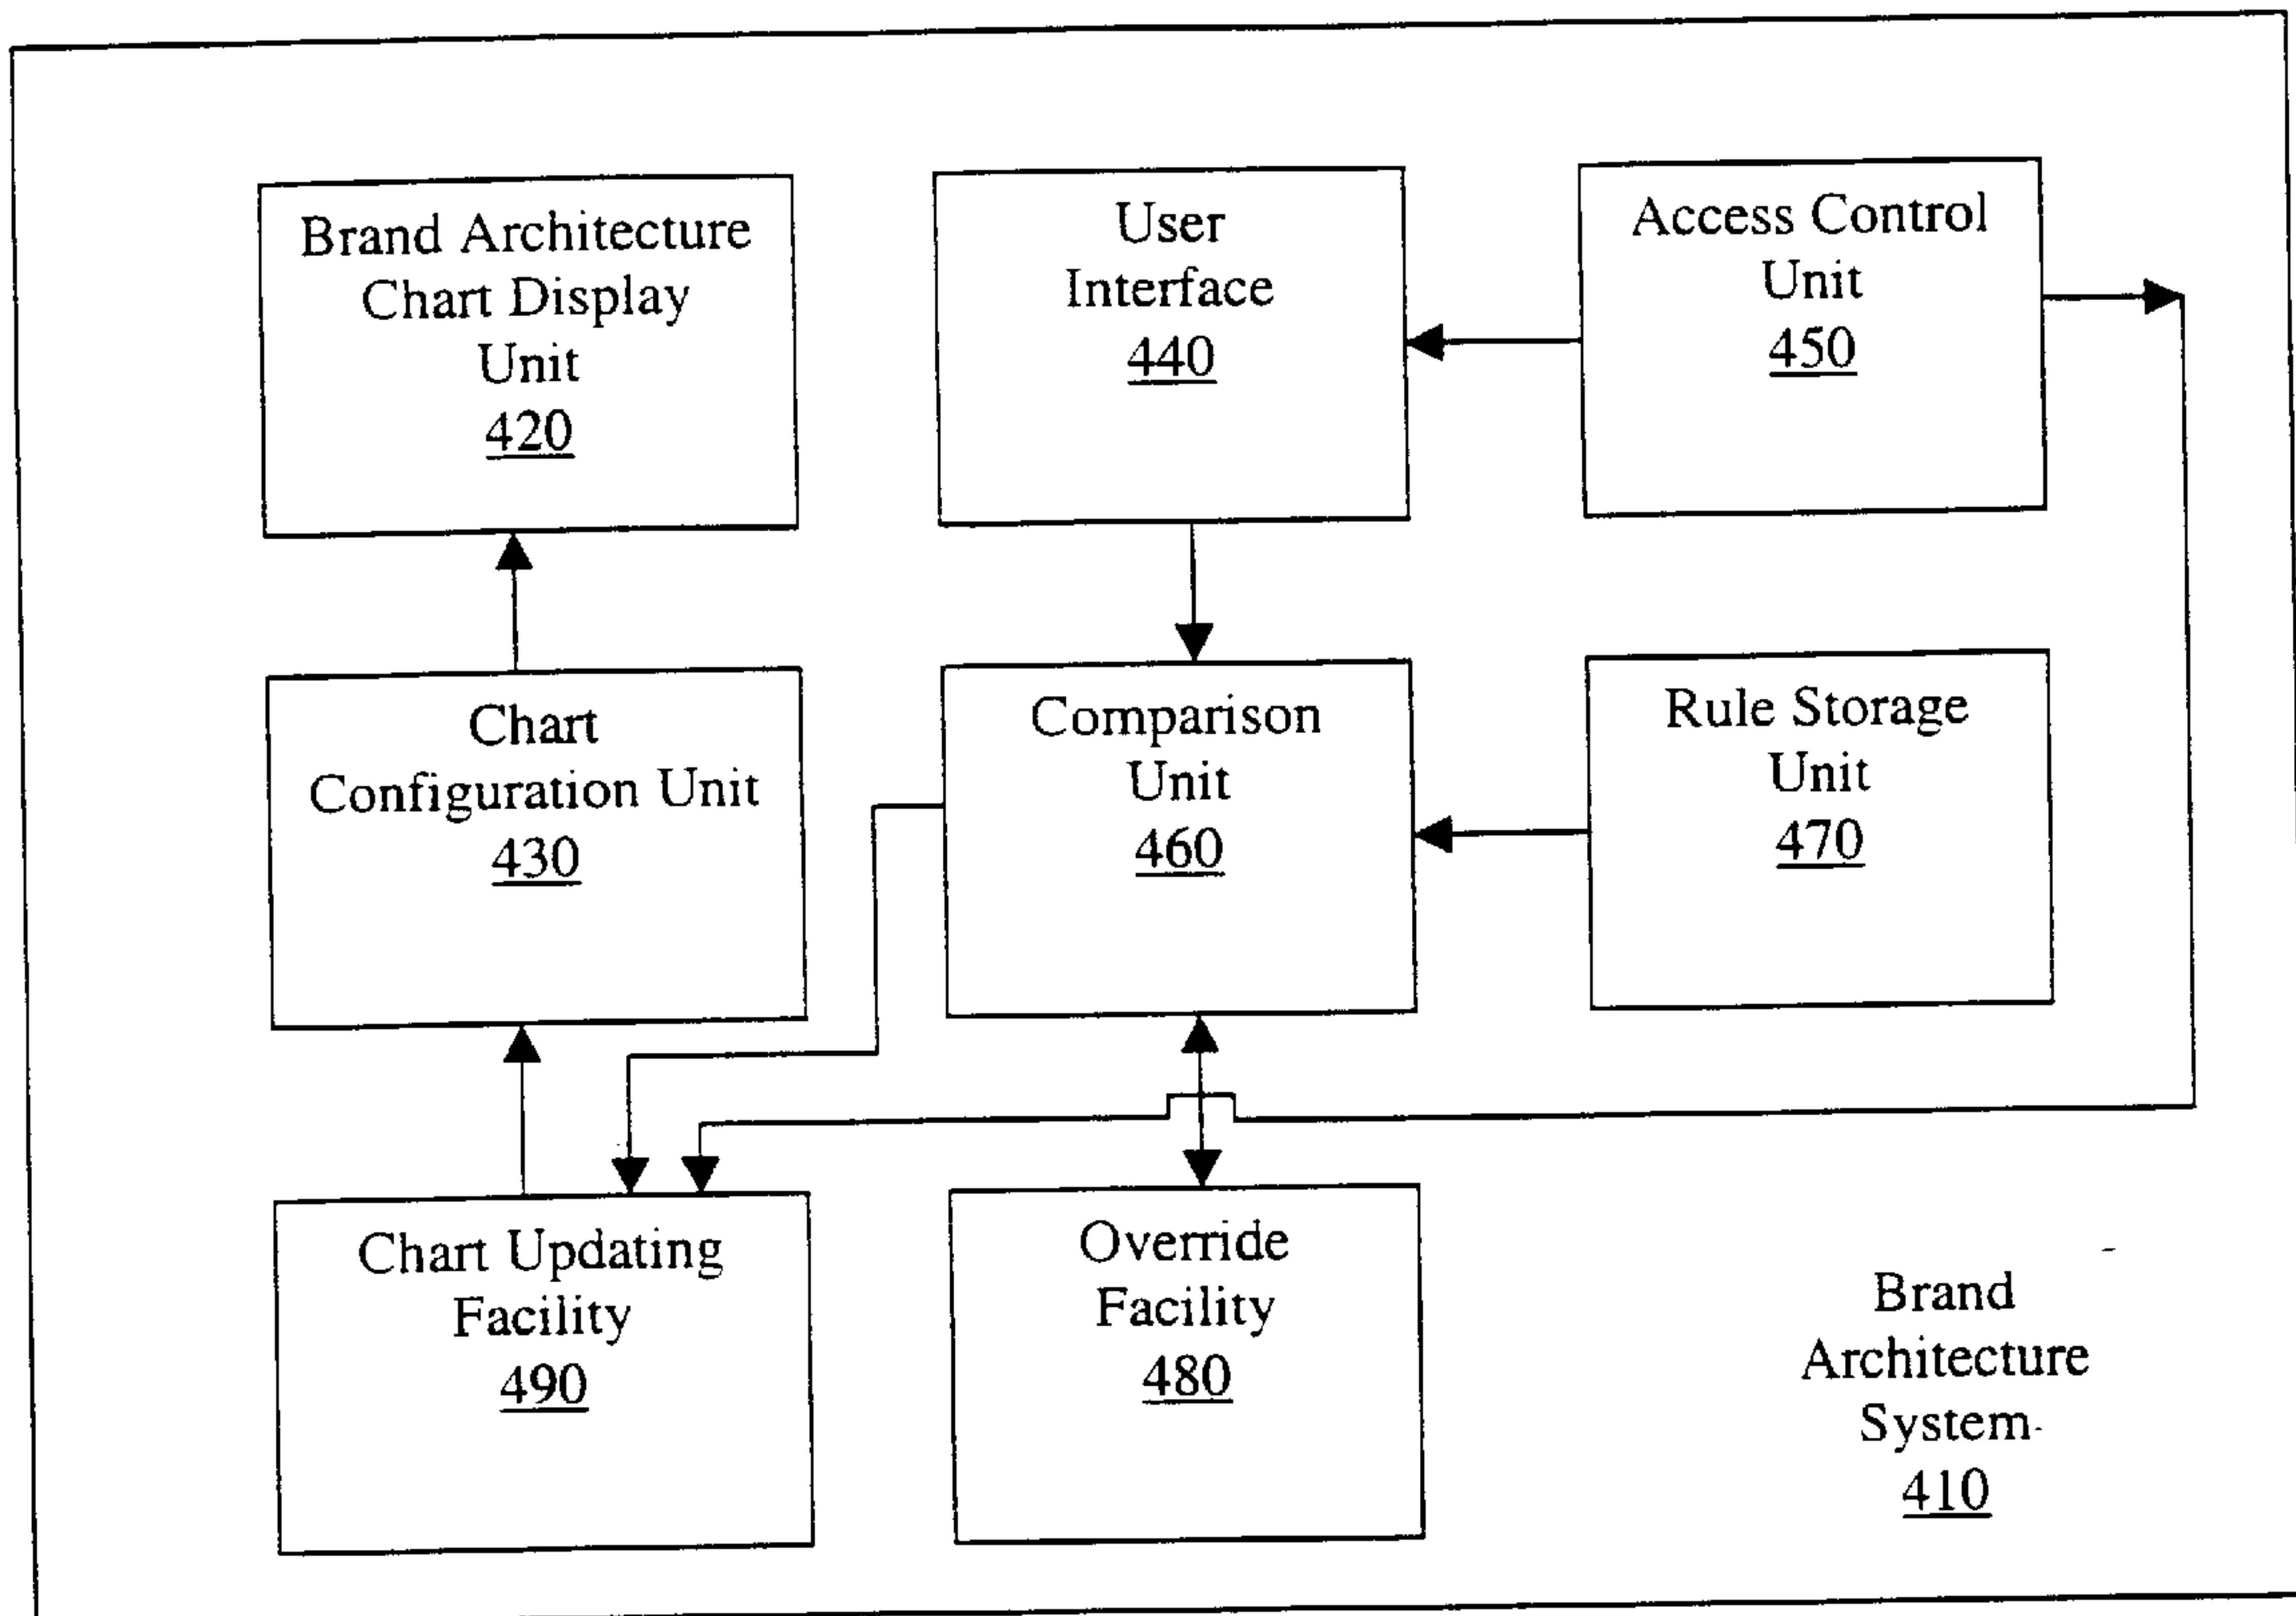 Brand Architecture
Chart Display
Unit
420
User
Interface
440
Access Control
Unit
450
Chart
Configuration Unit
430
Comparison
Unit
460
Rule Storage
Unit
470
Chart Updating
Facility
490
Override
Facility
480
Brand
Architecture
System
410